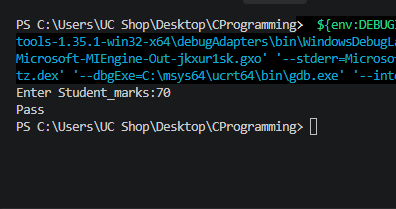 PS C:\Users\UC Shop\Desktop\CProgramming>  ${env:DEBUGI
tools-1.35.1-win32-x64\debugAdapters\bin\WindowsDebugLa
Microsoft-MIEngine-Out-jkxur1sk.gxo' '--stderr=Microso
tz.dex' '--dbgExe=C:\msys64\ucrt64\bin\gdb.exe' '--inte
Enter Student_marks:70
Pass
PS C:\Users\UC Shop\Desktop\CProgramming>